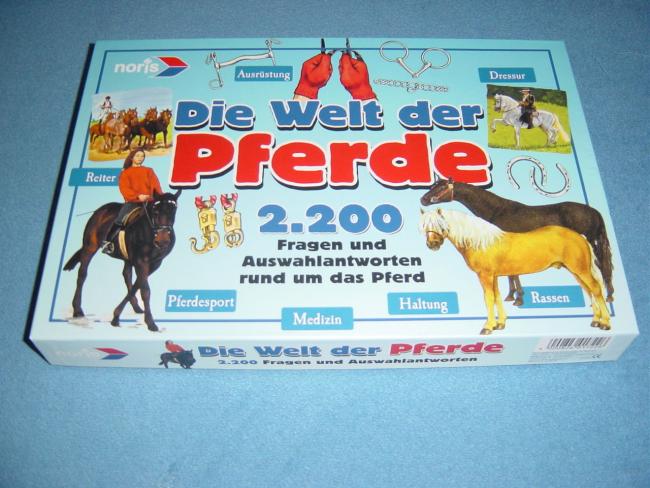 noris
Ausrüstung
Dressur
Die Welt der
Pferde
Reiter
2.200
Fragen und
Auswahlantworten
rund um das Pferd
Pferdesport
Medizin
Haltung
Rassen
noris
Die Welt der Pferde
2.200 Fragen und Auswahlantworten